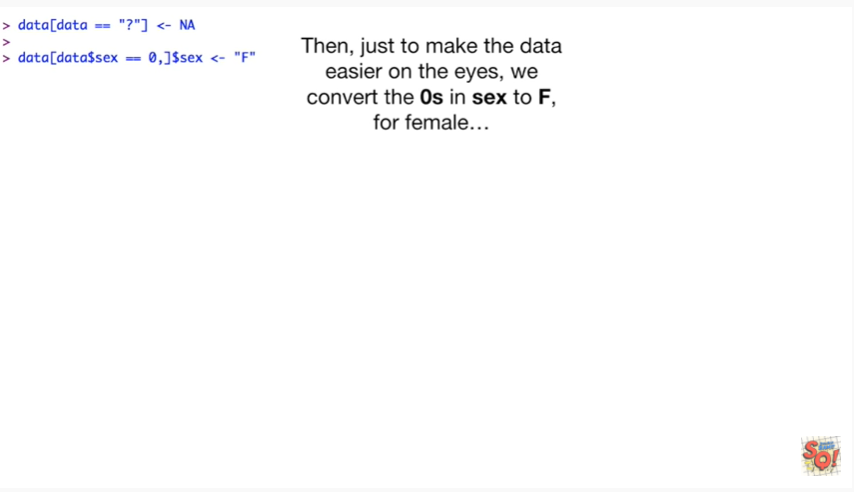 > data[data == "?"] <- NA
>
> data[data$sex == 0,]$sex <- "F"
Then, just to make the data
easier on the eyes, we
convert the 0s in sex to F,
for female…
SQ!